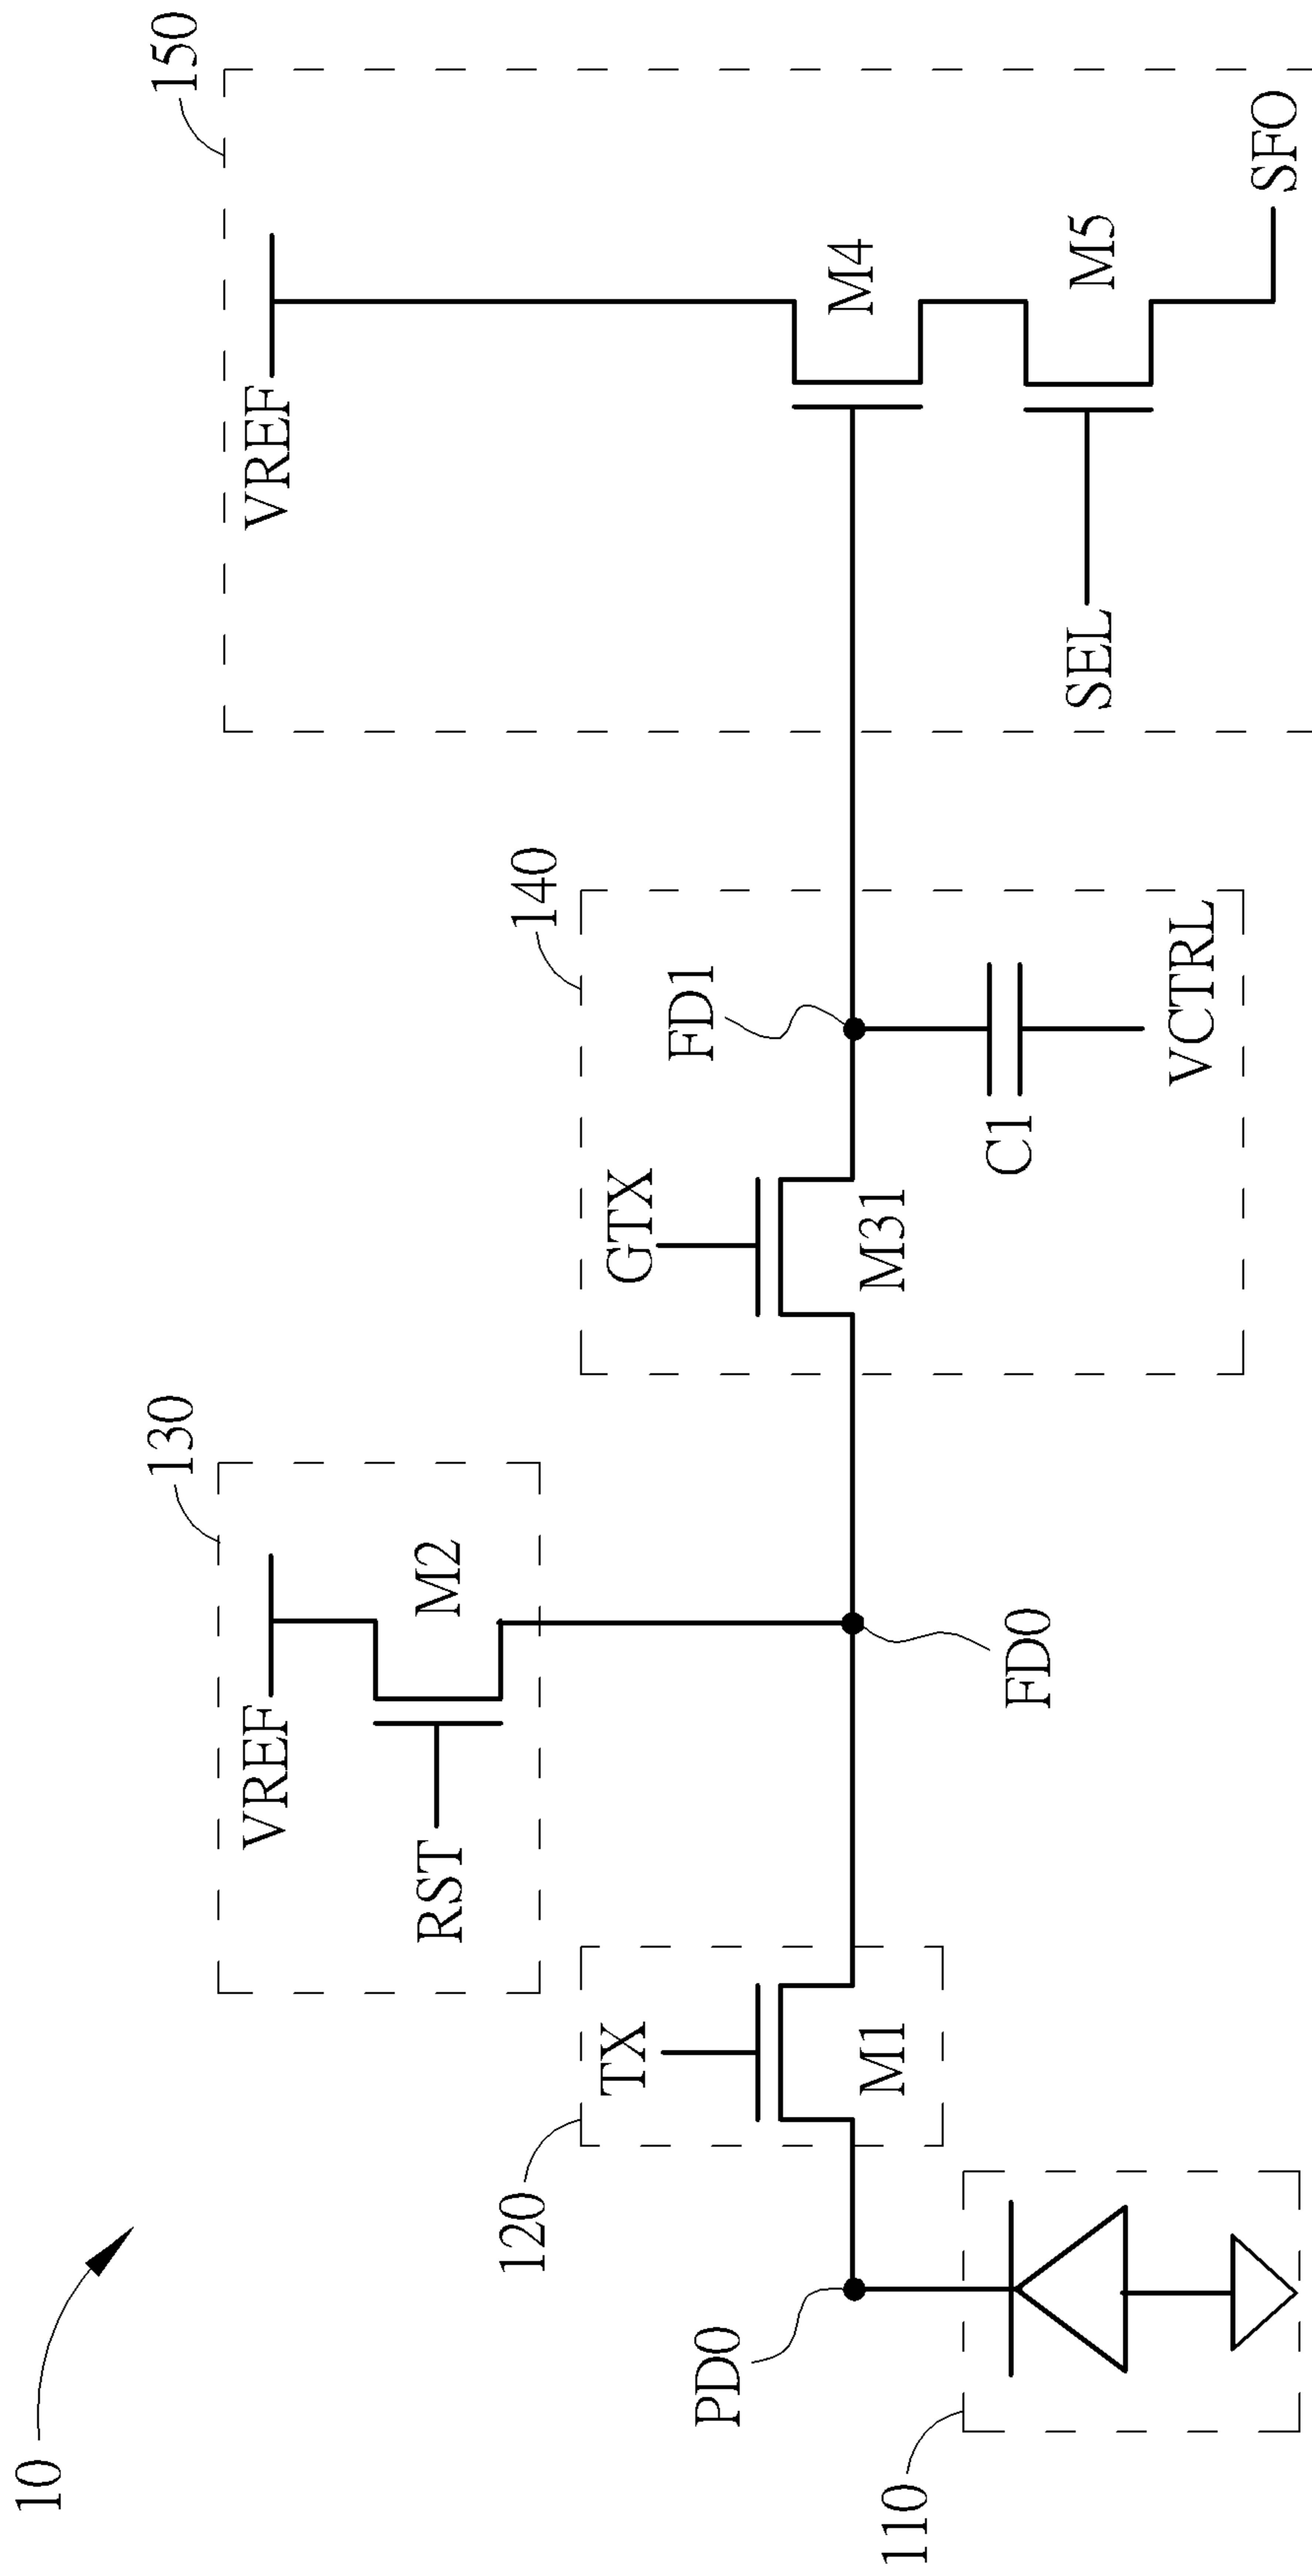 10
150
130
VREF
VREF
M2
RST
M4
140
GTX
FD1
SEL
M5
120
TX
M31
C1
VCTRL
SFO
M1
FD0
PD0
110